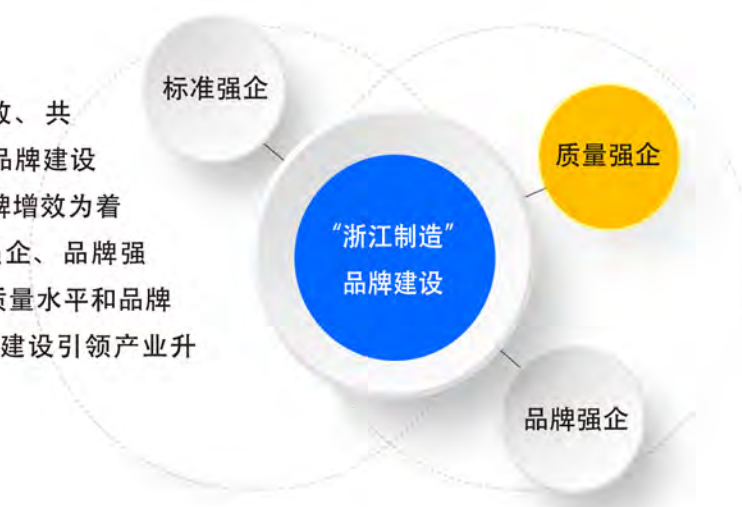 标准强企
质量强企
“浙江制造”
品牌建设
品牌强企
、共
品牌建设
牌增效为着
企、品牌强
质量水平和品牌
建设引领产业升